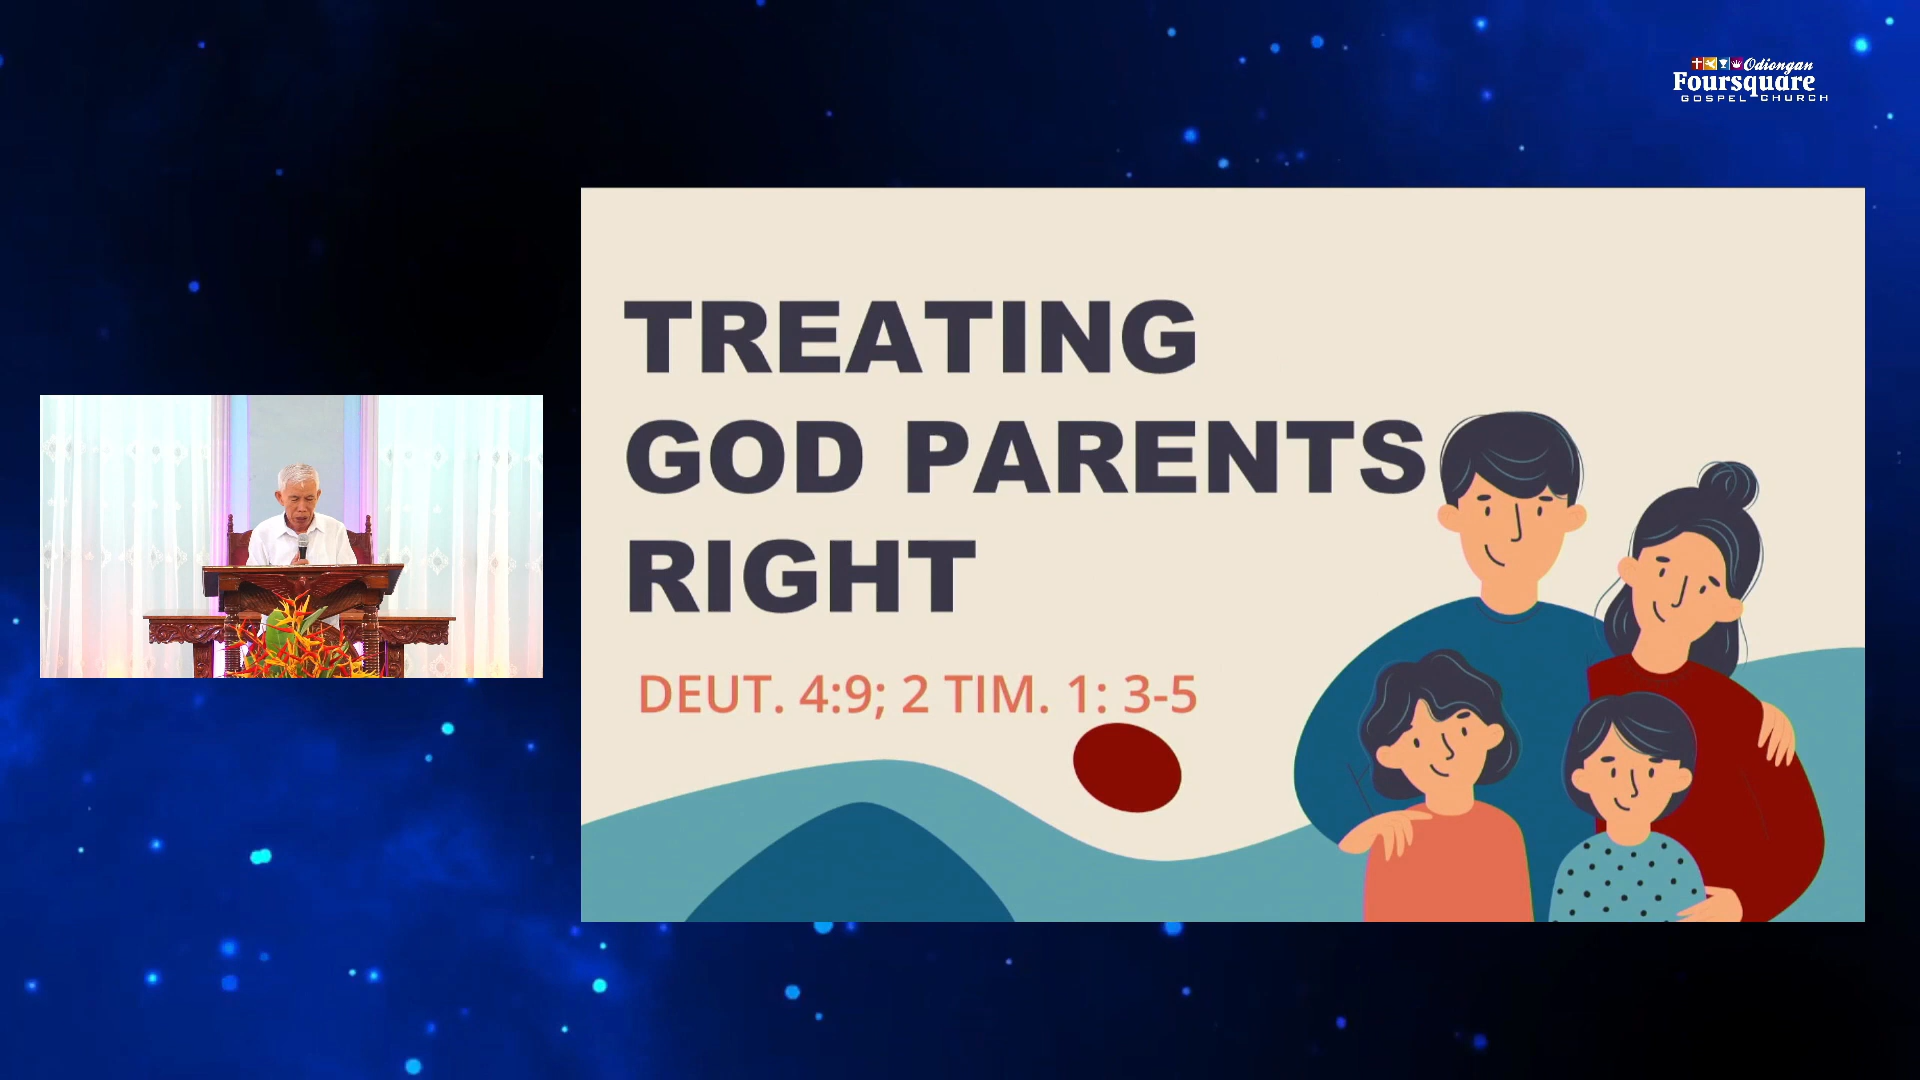 Odiongan
Foursquare
GOSPEL CHURCH
TREATING
GOD PARENTS
RIGHT
DEUT. 4:9; 2 TIM. 1: 3-5